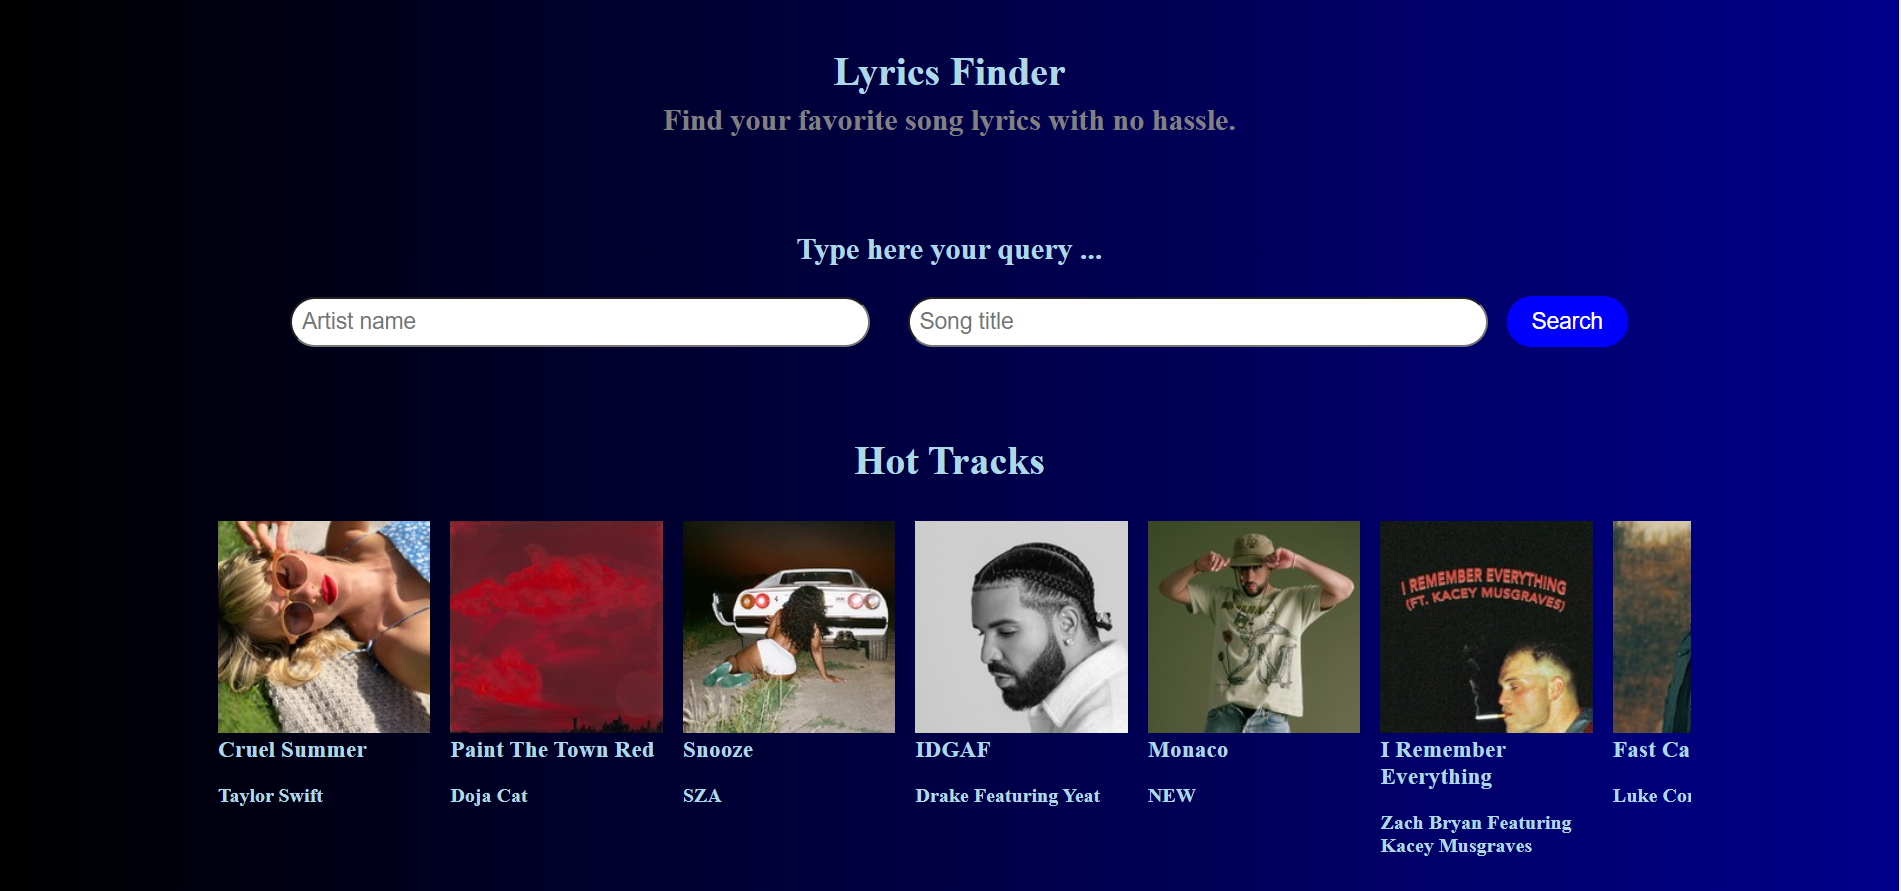 Lyrics Finder
Find your favorite song lyrics with no hassle.
Type here your query ...
Artist name
Song title
Search
Hot Tracks
I REMEMBER EVERYTHING
(FT. KACEY MUSGRAVES)
Cruel Summer
Taylor Swift
Paint The Town Red
Doja Cat
Snooze
SZA
IDGAF
Drake Featuring Yeat
Monaco
NEW
I Remember
Everything
Zach Bryan Featuring
Kacey Musgraves
Fast Ca
Luke Co